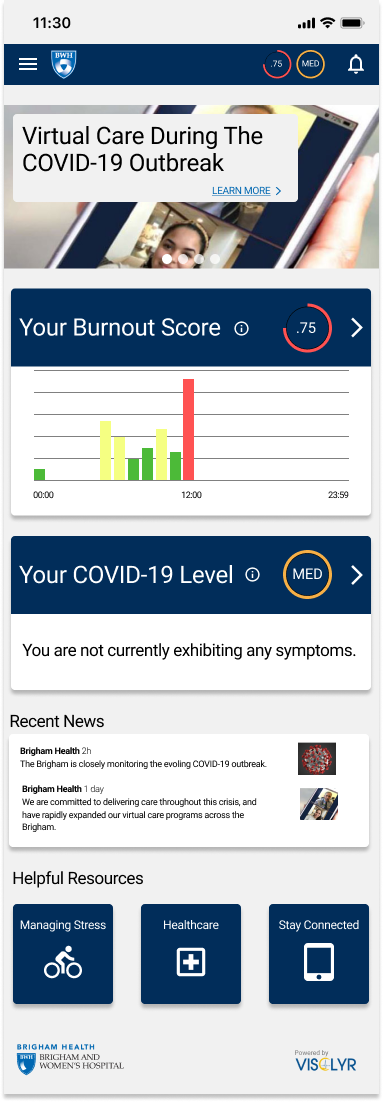 11:30
BWH
.75
MED
Virtual Care During The
COVID-19 Outbreak
LEARN MORE
Your Burnout Score
.75
00:00
12:00
23:59
Your COVID-19 Level
MED
You are not currently exhibiting any symptoms.
Recent News
Brigham Health 2h
The Brigham is closely monitoring the evoling COVID-19 outbreak.
Brigham Health 1 day
We are committed to delivering care throughout this crisis, and
have rapidly expanded our virtual care programs across the
Brigham.
Helpful Resources
Managing Stress
Healthcare
Stay Connected
BRIGHAM HEALTH
BWH
BRIGHAM AND
WOMEN'S HOSPITAL
Powered by
VISLYR